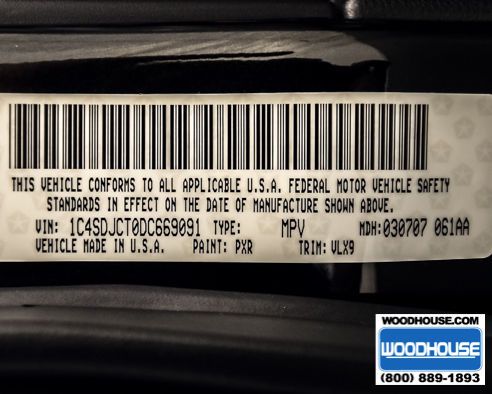 THIS VEHICLE CONFORMS TO ALL APPLICABLE U.S.A. FEDERAL MOTOR VEHICLE SAFETY
STANDARDS IN EFFECT ON THE DATE OF MANUFACTURE SHOWN ABOVE.
VIN: 1C4SDJCT0DC669091 TYPE: MPV MDH:030707 061AA
VEHICLE MADE IN U.S.A. PAINT: PXR TRIM: VLX9
WOODHOUSE.COM
WOODHOUSE
(800) 889-1893